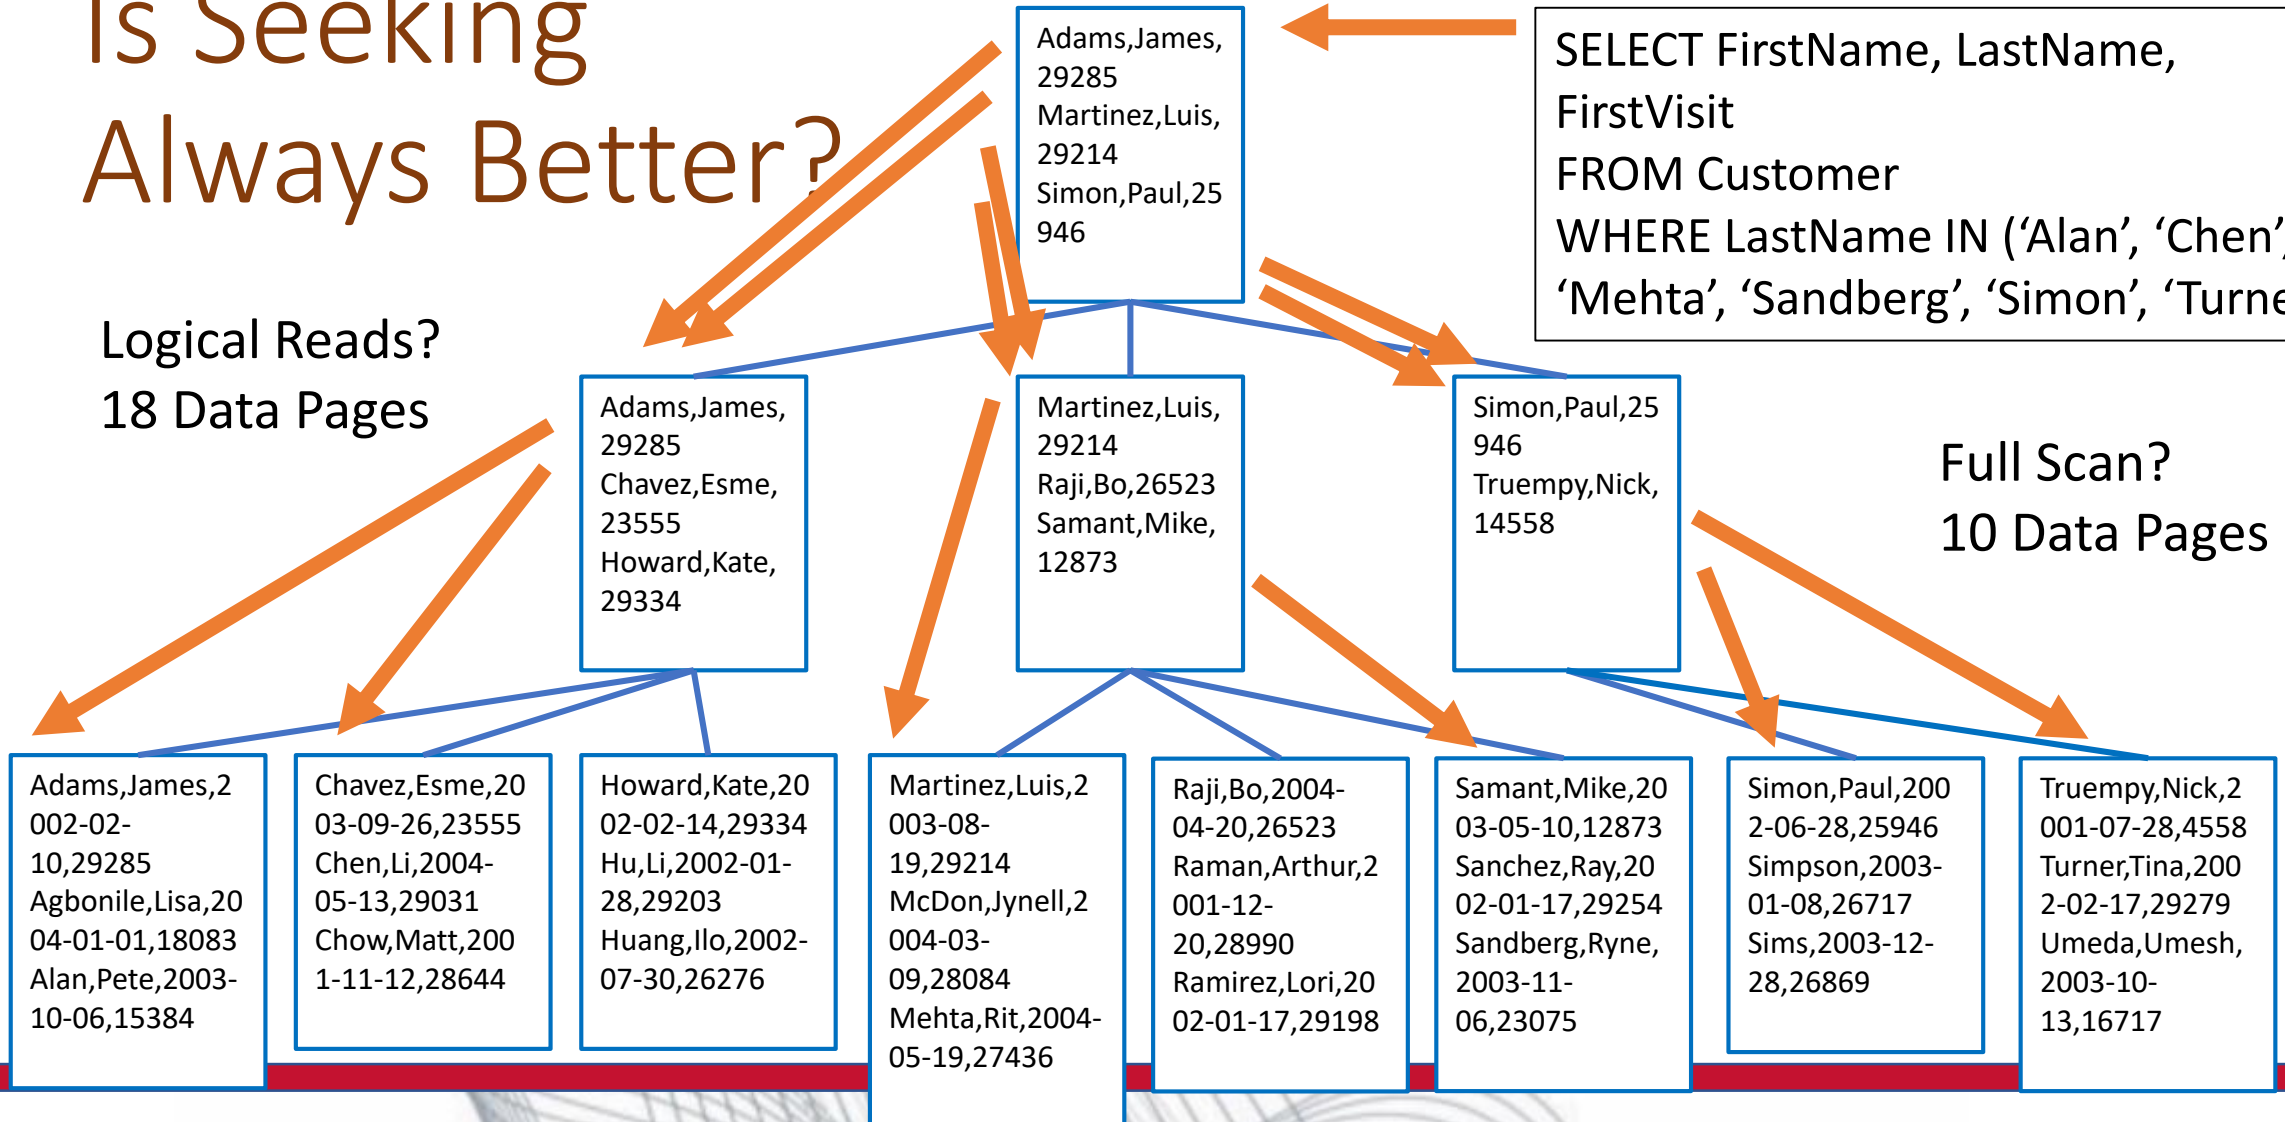 Is Seeking
Always Better?
Adams,James,
29285
Martinez,Luis,
29214
Simon,Paul,25
946
SELECT FirstName, LastName,
FirstVisit
FROM Customer
WHERE LastName IN (‘Alan’, ‘Chen’,
‘Mehta’, ‘Sandberg’, ‘Simon’, ‘Turne
Logical Reads?
18 Data Pages
Adams,James,
29285
Chavez,Esme,
23555
Howard,Kate,
29334
Martinez,Luis,
29214
Raji,Bo,26523
Samant,Mike,
12873
Simon,Paul,25
946
Truempy,Nick,
14558
Full Scan?
10 Data Pages
Adams,James,2
002-02-
10,29285
Agbonile,Lisa,20
04-01-01,18083
Alan,Pete,2003-
10-06,15384
Chavez,Esme,20
03-09-26,23555
Chen,Li,2004-
05-13,29031
Chow,Matt,200
1-11-12,28644
Howard,Kate,20
02-02-14,29334
Hu,Li,2002-01-
28,29203
Huang,Ilo,2002-
07-30,26276
Martinez,Luis,2
003-08-
19,29214
McDon,Jynell,2
004-03-
09,28084
Mehta,Rit,2004-
05-19,27436
Raji,Bo,2004-
04-20,26523
Raman,Arthur,2
001-12-
20,28990
Ramirez,Lori,20
02-01-17,29198
Samant,Mike,20
03-05-10,12873
Sanchez,Ray,20
02-01-17,29254
Sandberg,Ryne,
2003-11-
06,23075
Simon,Paul,200
2-06-28,25946
Simpson,2003-
01-08,26717
Sims,2003-12-
28,26869
Truempy,Nick,2
001-07-28,4558
Turner,Tina,200
2-02-17,29279
Umeda,Umesh,
2003-10-
13,16717